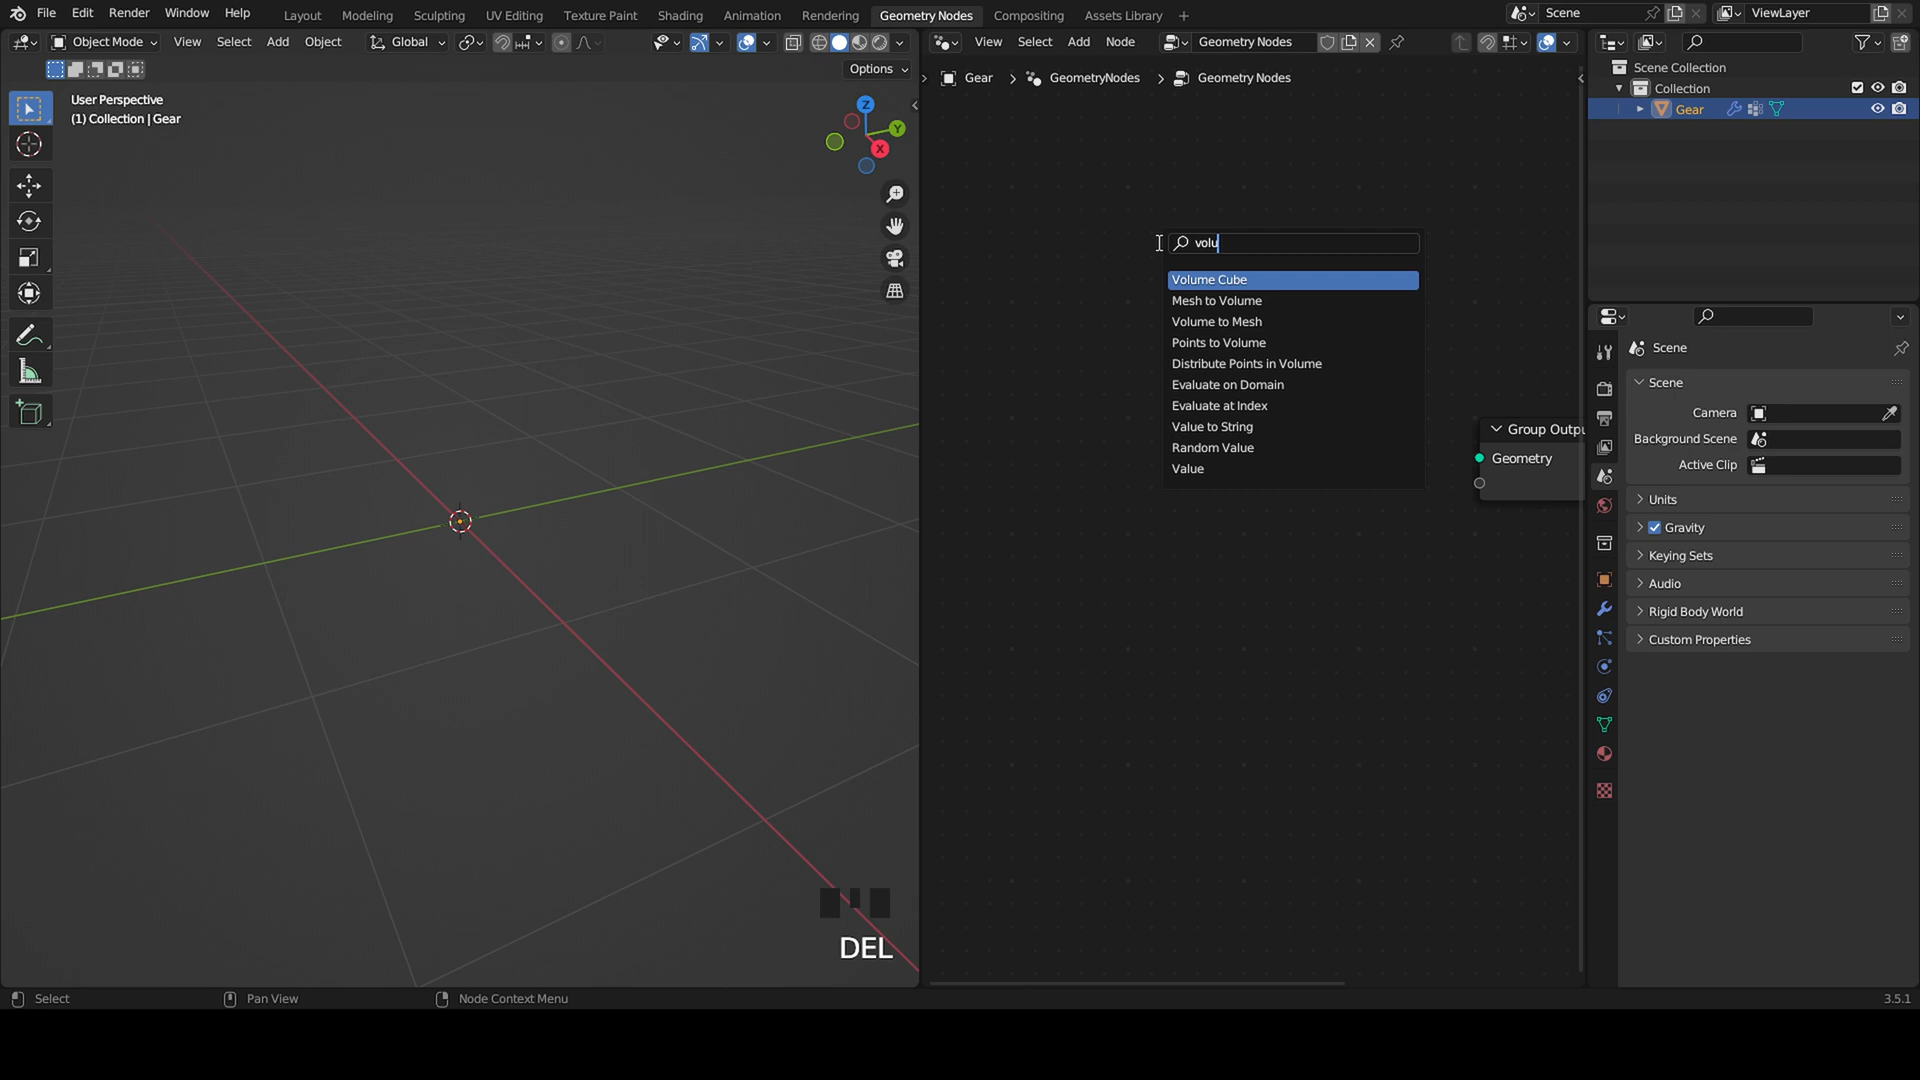 File Edit Render Window Help Layout Modeling Sculpting UV Editing Texture Paint Shading Animation Rendering Geometry Nodes Compositing Assets Library Scene ViewLayer
Object Mode View Select Add Object Global
View Select Add Node Geometry Nodes
Options
Gear > GeometryNodes > Geometry Nodes
User Perspective
(1) Collection | Gear
Z
Y
X
volu
Volume Cube
Mesh to Volume
Volume to Mesh
Points to Volume
Distribute Points in Volume
Evaluate on Domain
Evaluate at Index
Value to String
Random Value
Value
Group Outpu
Geometry
DEL
Scene Collection
Collection
Gear
Scene
Scene
Camera
Background Scene
Active Clip
Units
Gravity
Keying Sets
Audio
Rigid Body World
Custom Properties
Select Pan View Node Context Menu 3.5.1